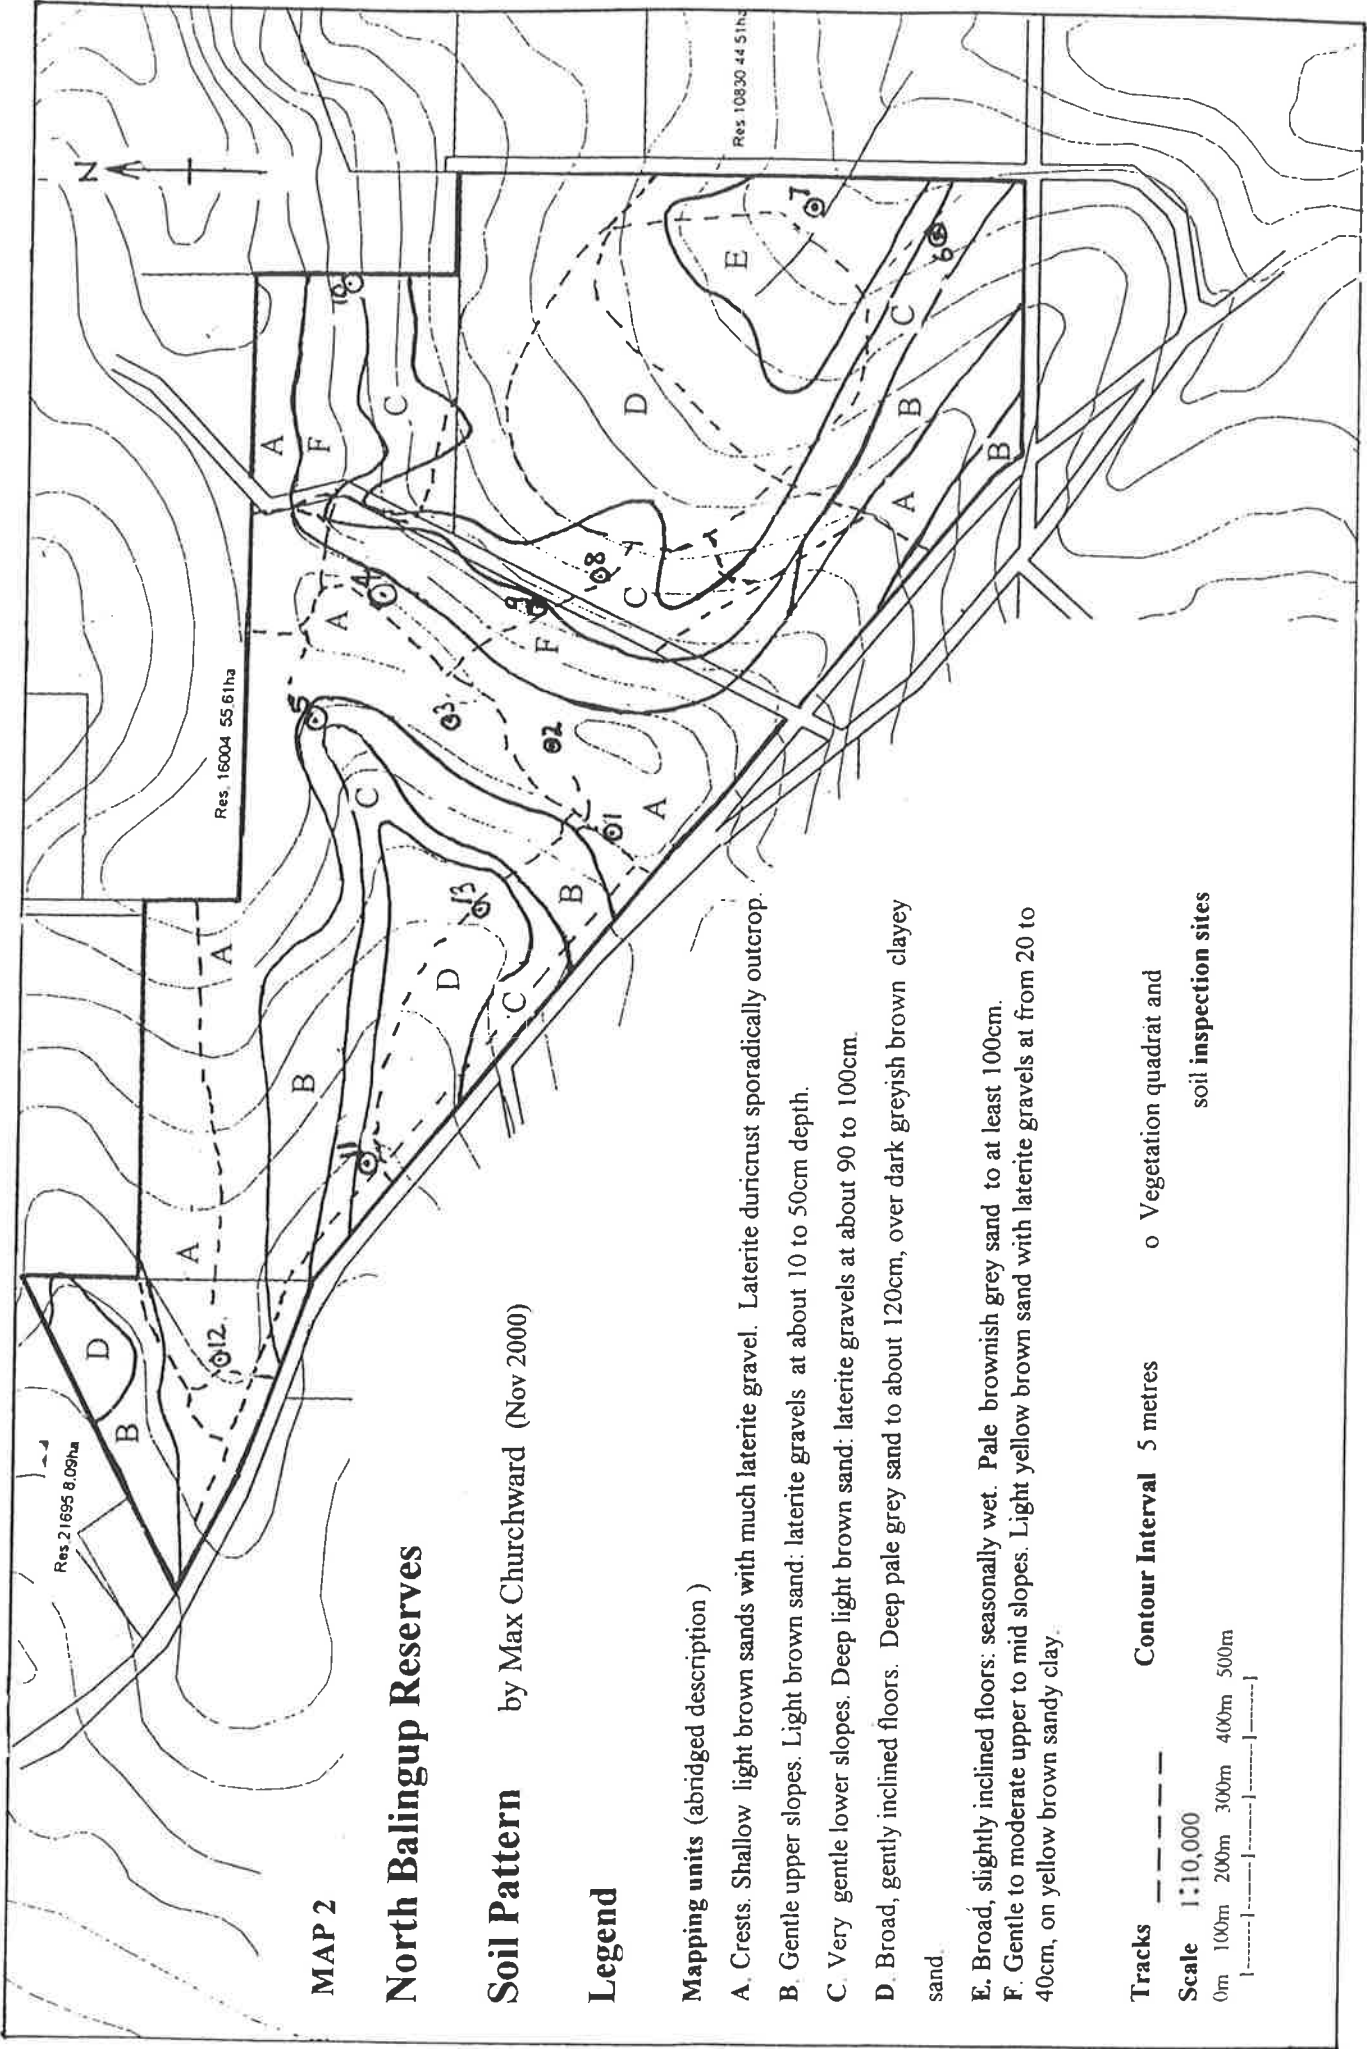 MAP 2
North Balingup Reserves
Soil Pattern by Max Churchward (Nov 2000)
Legend
Mapping units (abridged description )
A. Crests. Shallow light brown sands with much laterite gravel. Laterite duricrust sporadically outcrop.
B. Gentle upper slopes. Light brown sand: laterite gravels at about 10 to 50cm depth.
C. Very gentle lower slopes. Deep light brown sand: laterite gravels at about 90 to 100cm.
D. Broad, gently inclined floors. Deep pale grey sand to about 120cm, over dark greyish brown clayey
sand.
E. Broad, slightly inclined floors: seasonally wet. Pale brownish grey sand to at least 100cm.
F. Gentle to moderate upper to mid slopes. Light yellow brown sand with laterite gravels at from 20 to
40cm, on yellow brown sandy clay.
Tracks
Contour Interval 5 metres
o Vegetation quadrat and
soil inspection sites
Scale 1:10,000
0m 100m 200m 300m 400m 500m
Res 21695 8.09ha
Res. 16004 55.61ha
Res 10830 44 51ha
N
B
D
A
12
A
B
11
D
13
C
C
B
5
A
1
2
3
A
4
F
9
A
F
C
10
C
8
D
E
7
6
C
B
A
B